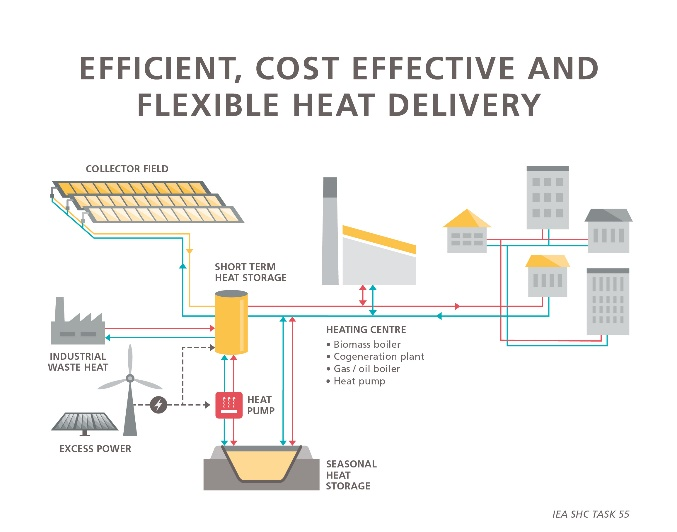 EFFICIENT, COST EFFECTIVE AND
FLEXIBLE HEAT DELIVERY
COLLECTOR FIELD
SHORT TERM
HEAT STORAGE
INDUSTRIAL
WASTE HEAT
HEATING CENTRE
• Biomass boiler
• Cogeneration plant
• Gas / oil boiler
• Heat pump
HEAT
PUMP
EXCESS POWER
SEASONAL
HEAT
STORAGE
IEA SHC TASK 55